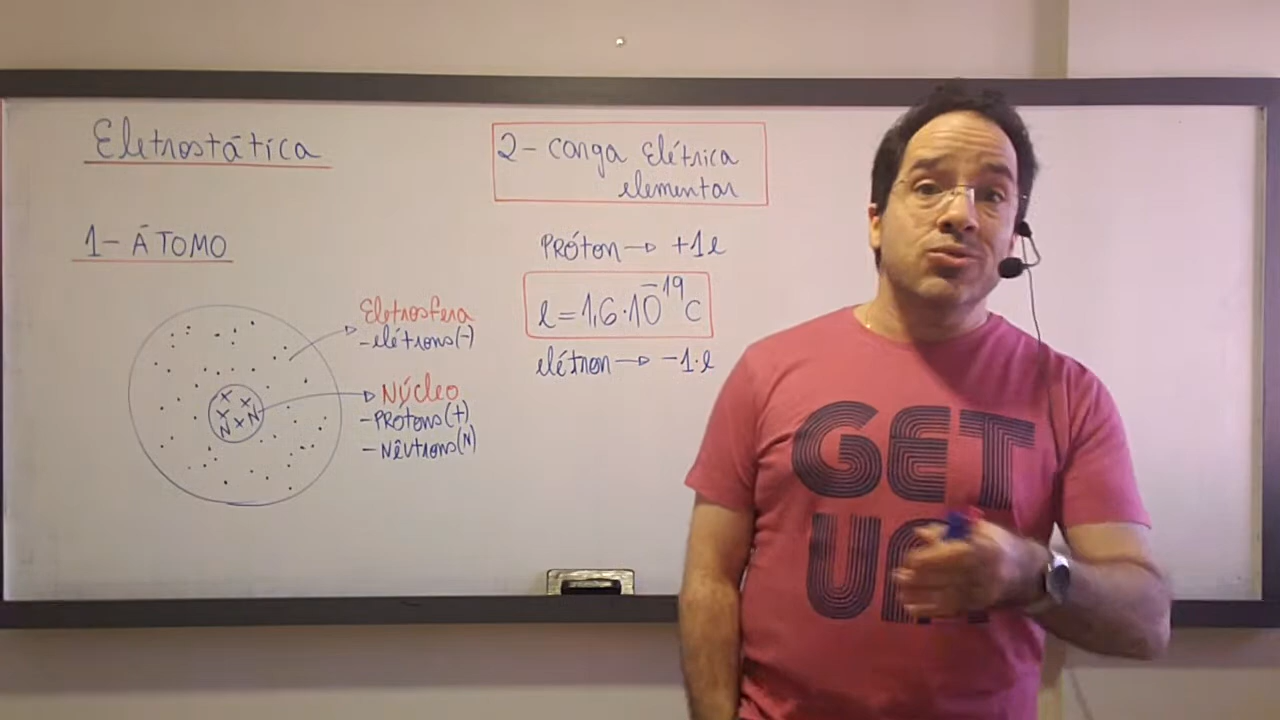 Eletrostática
1- ÁTOMO
Eletrosfera
-elétrons(-)
Núcleo
-Prótons(+)
-Nêutrons(N)
2- Carga Elétrica
elementar
PRÓTON → +1e
e = 1,6·10⁻¹⁹C
elétron → -1·e
x
x
x
N
N
x
GET